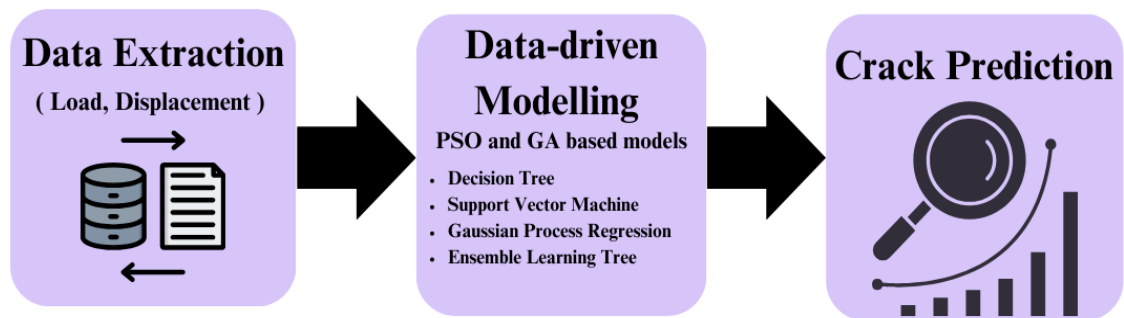 Data Extraction
( Load, Displacement )
Data-driven
Modelling
PSO and GA based models
• Decision Tree
• Support Vector Machine
• Gaussian Process Regression
• Ensemble Learning Tree
Crack Prediction